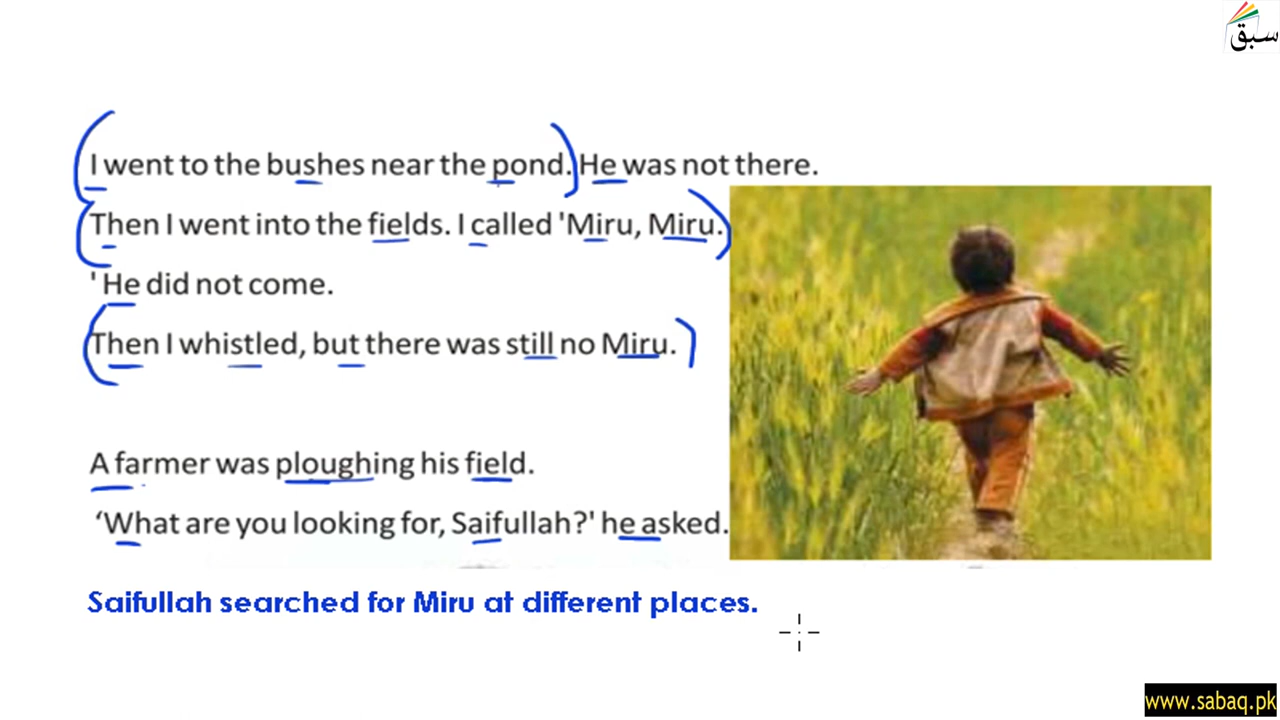 سبق
I went to the bushes near the pond. He was not there.
Then I went into the fields. I called 'Miru, Miru.
' He did not come.
Then I whistled, but there was still no Miru.
A farmer was ploughing his field.
‘What are you looking for, Saifullah?' he asked.
Saifullah searched for Miru at different places.
www.sabaq.pk